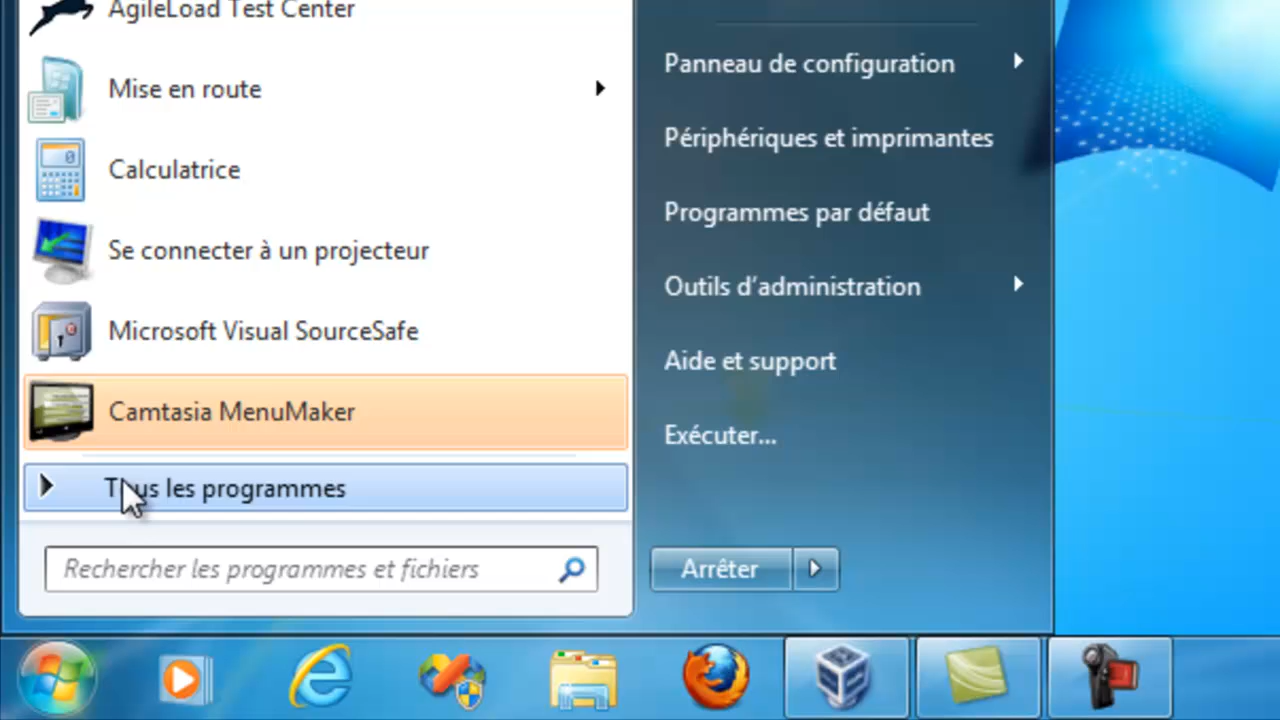 AgileLoad Test Center
Mise en route
Calculatrice
Se connecter à un projecteur
Microsoft Visual SourceSafe
Camtasia MenuMaker
Tous les programmes
Rechercher les programmes et fichiers
Panneau de configuration
Périphériques et imprimantes
Programmes par défaut
Outils d’administration
Aide et support
Exécuter...
Arrêter